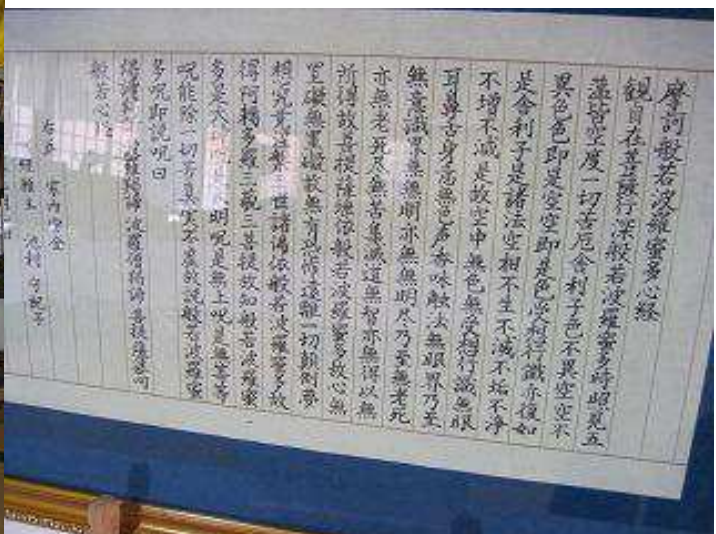 摩訶般若波羅蜜多心経
観自在菩薩行深般若波羅蜜多時照見五
蘊皆空度一切苦厄舎利子色不異空空不
異色色即是空空即是色受想行識亦復如
是舎利子是諸法空相不生不滅不垢不浄
不増不減是故空中無色無受想行識無眼
耳鼻舌身意無色声香味触法無眼界乃至
無意識界無無明亦無無明尽乃至無老死
亦無老死尽無苦集滅道無智亦無得以無
所得故菩提薩埵依般若波羅蜜多故心無
罣礙無罣礙故無有恐怖遠離一切顛倒夢
想究竟涅槃三世諸仏依般若波羅蜜多故
得阿耨多羅三藐三菩提故知般若波羅蜜
多是大神呪是大明呪是無上呪是無等等
呪能除一切苦真実不虚故説般若波羅蜜
多呪即説呪曰
羯諦 波羅羯諦波羅僧羯諦菩提薩婆訶
般若心経
為 家内安全